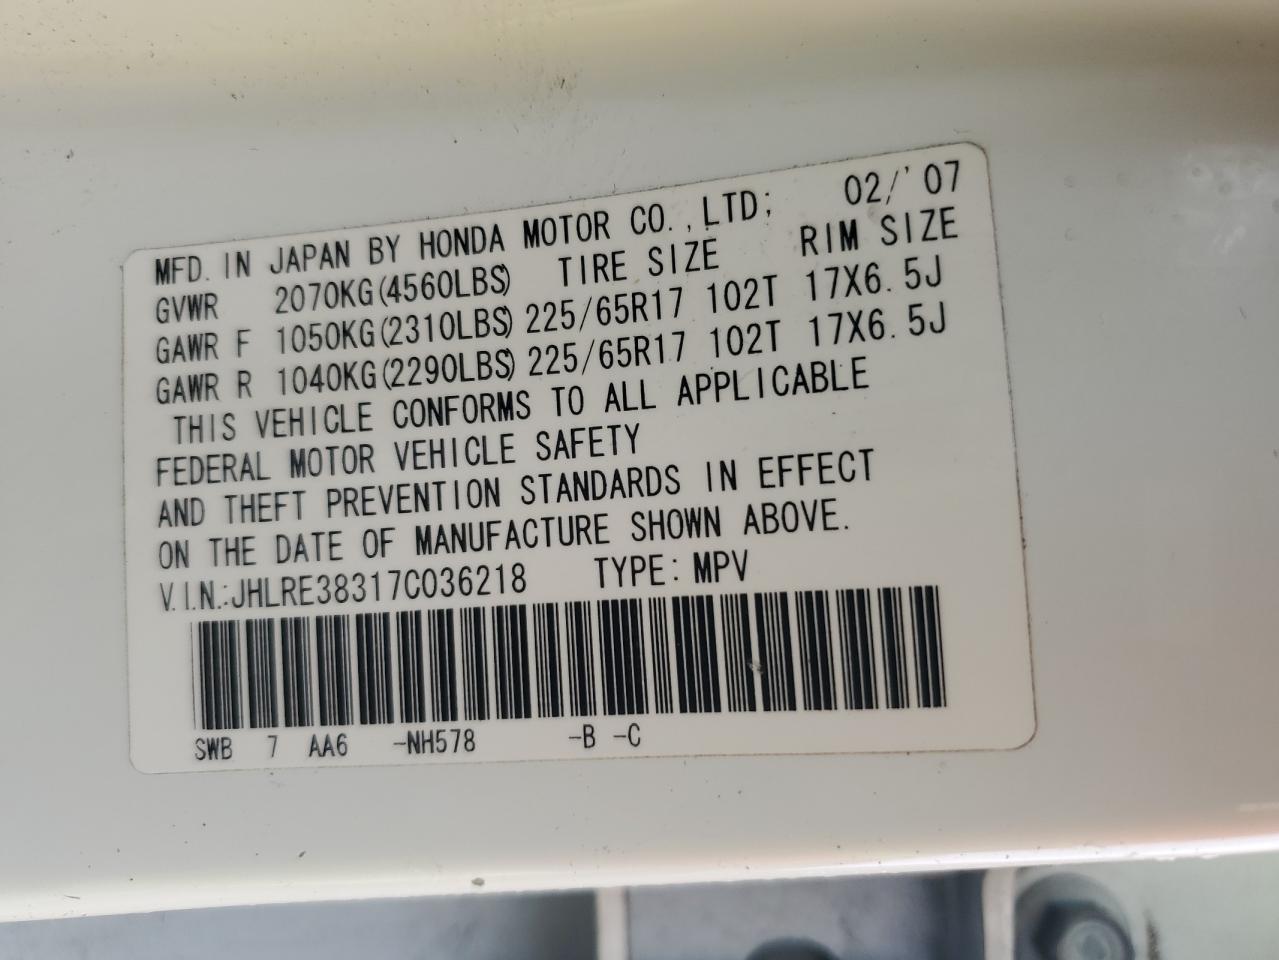 MFD. IN JAPAN BY HONDA MOTOR CO., LTD; 02/'07
GVWR 2070KG(4560LBS) TIRE SIZE RIM SIZE
GAWR F 1050KG(2310LBS) 225/65R17 102T 17X6.5J
GAWR R 1040KG(2290LBS) 225/65R17 102T 17X6.5J
THIS VEHICLE CONFORMS TO ALL APPLICABLE
FEDERAL MOTOR VEHICLE SAFETY
AND THEFT PREVENTION STANDARDS IN EFFECT
ON THE DATE OF MANUFACTURE SHOWN ABOVE.
V.I.N.:JHLRE38317C036218 TYPE: MPV
SWB 7 AA6 -NH578 -B -C